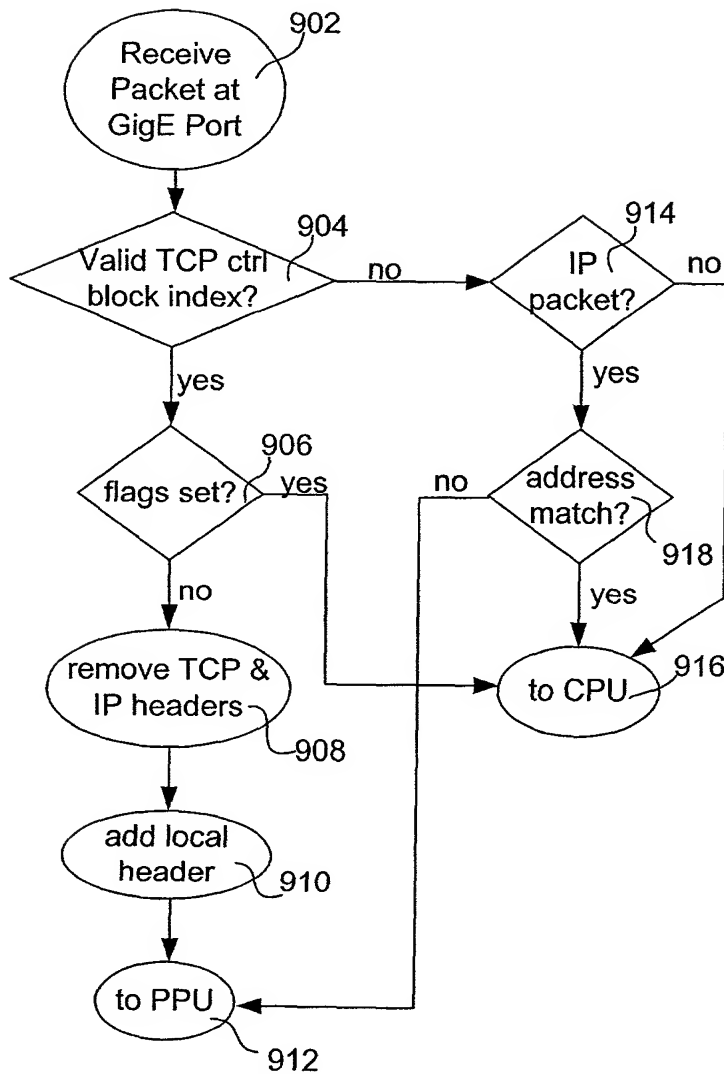 902
Receive
Packet at
GigE Port
904
Valid TCP ctrl
block index?
no
914
IP
packet?
no
yes
yes
906
flags set?
yes
no
address
match?
918
no
yes
remove TCP &
IP headers
908
to CPU
916
add local
header
910
to PPU
912